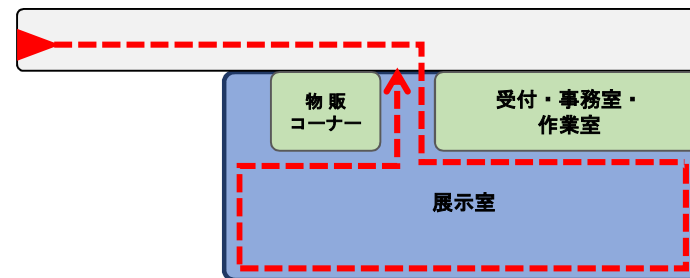 物 販
コーナー
受付・事務室・
作業室
展示室